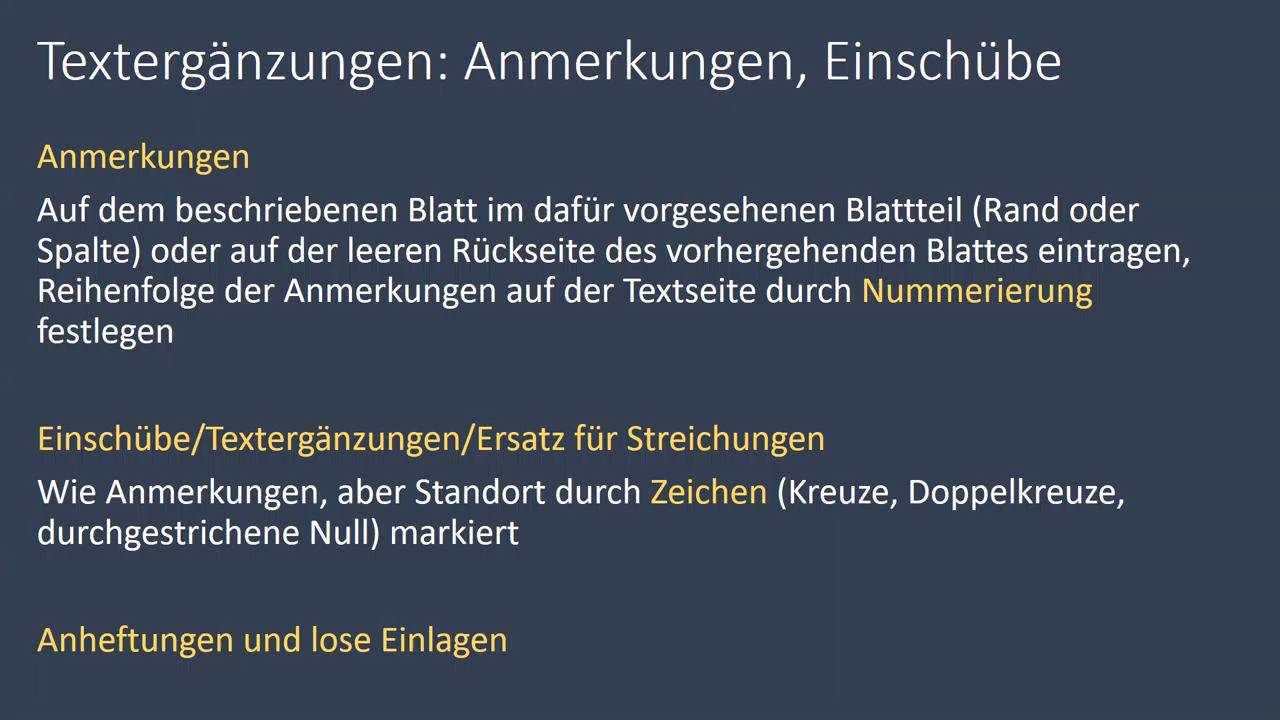 Textergänzungen: Anmerkungen, Einschübe
Anmerkungen
Auf dem beschriebenen Blatt im dafür vorgesehenen Blattteil (Rand oder
Spalte) oder auf der leeren Rückseite des vorhergehenden Blattes eintragen,
Reihenfolge der Anmerkungen auf der Textseite durch Nummerierung
festlegen
Einschübe/Textergänzungen/Ersatz für Streichungen
Wie Anmerkungen, aber Standort durch Zeichen (Kreuze, Doppelkreuze,
durchgestrichene Null) markiert
Anheftungen und lose Einlagen